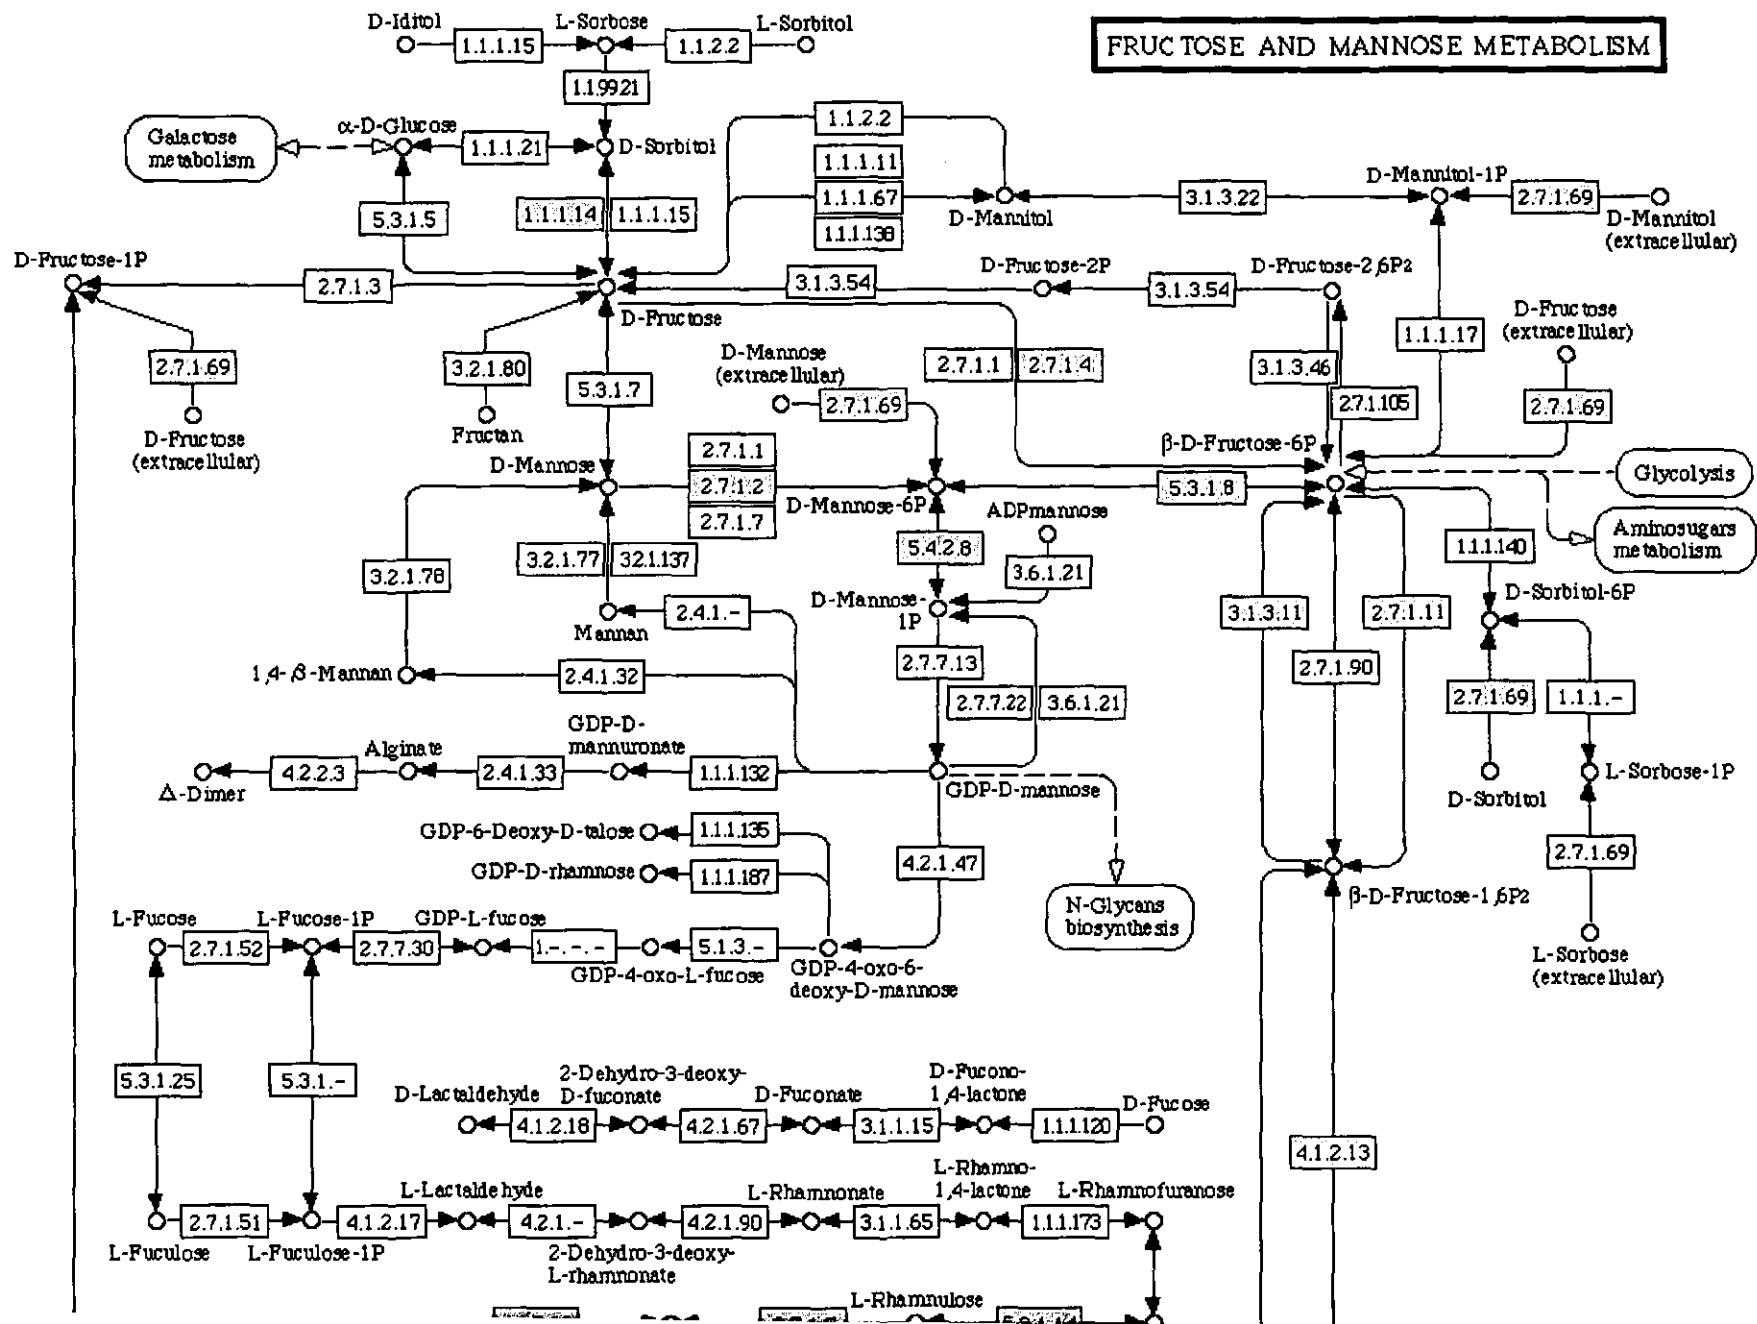 FRUCTOSE AND MANNOSE METABOLISM
D-Iditol
L-Sorbose
L-Sorbitol
1.1.1.15
1.1.2.2
1.1.99.21
Galactose
metabolism
α-D-Glucose
1.1.1.21
D-Sorbitol
1.1.2.2
1.1.1.11
1.1.1.67
1.1.1.138
D-Mannitol
3.1.3.22
D-Mannitol-1P
2.7.1.69
D-Mannitol
(extracellular)
5.3.1.5
1.1.1.14
1.1.1.15
D-Fructose-1P
2.7.1.3
D-Fructose
3.1.3.54
D-Fructose-2P
3.1.3.54
D-Fructose-2,6P2
D-Fructose
(extracellular)
1.1.1.17
2.7.1.69
3.2.1.80
5.3.1.7
D-Mannose
(extracellular)
2.7.1.69
2.7.1.1
2.7.1.4
3.1.3.46
2.7.1.105
2.7.1.69
D-Fructose
(extracellular)
Fructan
D-Mannose
2.7.1.1
2.7.1.2
2.7.1.7
D-Mannose-6P
5.3.1.8
β-D-Fructose-6P
Glycolysis
Aminosugars
metabolism
ADPmannose
3.2.1.78
3.2.1.77
3.2.1.137
5.4.2.8
3.6.1.21
1.1.1.140
D-Sorbitol-6P
Mannan
2.4.1.-
D-Mannose-
1P
3.1.3.11
2.7.1.11
1,4-β-Mannan
2.4.1.32
2.7.7.13
2.7.7.22
3.6.1.21
2.7.1.90
2.7.1.69
1.1.1.-
Δ-Dimer
4.2.2.3
Alginate
2.4.1.33
GDP-D-
mannuronate
1.1.1.132
GDP-D-mannose
D-Sorbitol
L-Sorbose-1P
GDP-6-Deoxy-D-talose
1.1.1.135
GDP-D-rhamnose
1.1.1.187
4.2.1.47
N-Glycans
biosynthesis
2.7.1.69
β-D-Fructose-1,6P2
L-Sorbose
(extracellular)
L-Fucose
2.7.1.52
L-Fucose-1P
2.7.7.30
GDP-L-fucose
1.-.-.-
GDP-4-oxo-L-fucose
5.1.3.-
GDP-4-oxo-6-
deoxy-D-mannose
5.3.1.25
5.3.1.-
D-Lactaldehyde
4.1.2.18
2-Dehydro-3-deoxy-
D-fuconate
4.2.1.67
D-Fuconate
3.1.1.15
D-Fucono-
1,4-lactone
1.1.1.120
D-Fucose
4.1.2.13
L-Fuculose
2.7.1.51
L-Fuculose-1P
4.1.2.17
L-Lactaldehyde
4.2.1.-
2-Dehydro-3-deoxy-
L-rhamnonate
4.2.1.90
L-Rhamnonate
3.1.1.65
L-Rhamno-
1,4-lactone
1.1.1.173
L-Rhamnofuranose
L-Rhamnulose